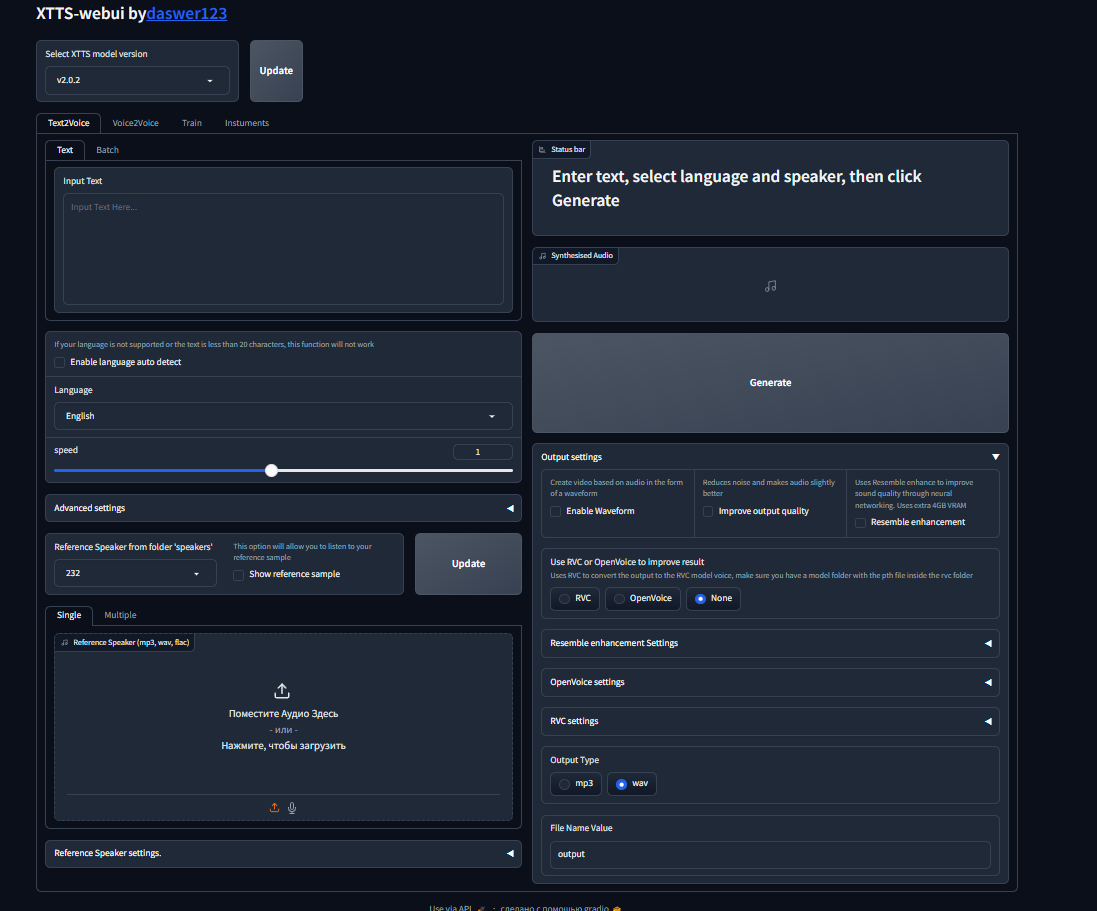 XTTS-webui bydaswer123
Select XTTS model version
v2.0.2
Update
Text2Voice
Voice2Voice
Train
Instuments
Text
Batch
Input Text
Input Text Here...
If your language is not supported or the text is less than 20 characters, this function will not work
Enable language auto detect
Language
English
speed
1
Advanced settings
Reference Speaker from folder 'speakers'
232
This option will allow you to listen to your
reference sample
Show reference sample
Update
Single
Multiple
Reference Speaker (mp3, wav, flac)
Поместите Аудио Здесь
- или -
Нажмите, чтобы загрузить
Reference Speaker settings.
Status bar
Enter text, select language and speaker, then click
Generate
Synthesised Audio
Generate
Output settings
Create video based on audio in the form
of a waveform
Enable Waveform
Reduces noise and makes audio slightly
better
Improve output quality
Uses Resemble enhance to improve
sound quality through neural
networking. Uses extra 4GB VRAM
Resemble enhancement
Use RVC or OpenVoice to Improve result
Uses RVC to convert the output to the RVC model voice, make sure you have a model folder with the pth file inside the rvc folder
RVC
OpenVoice
None
Resemble enhancement Settings
OpenVoice settings
RVC settings
Output Type
mp3
wav
File Name Value
output
Use via API · сделано с помощью gradio